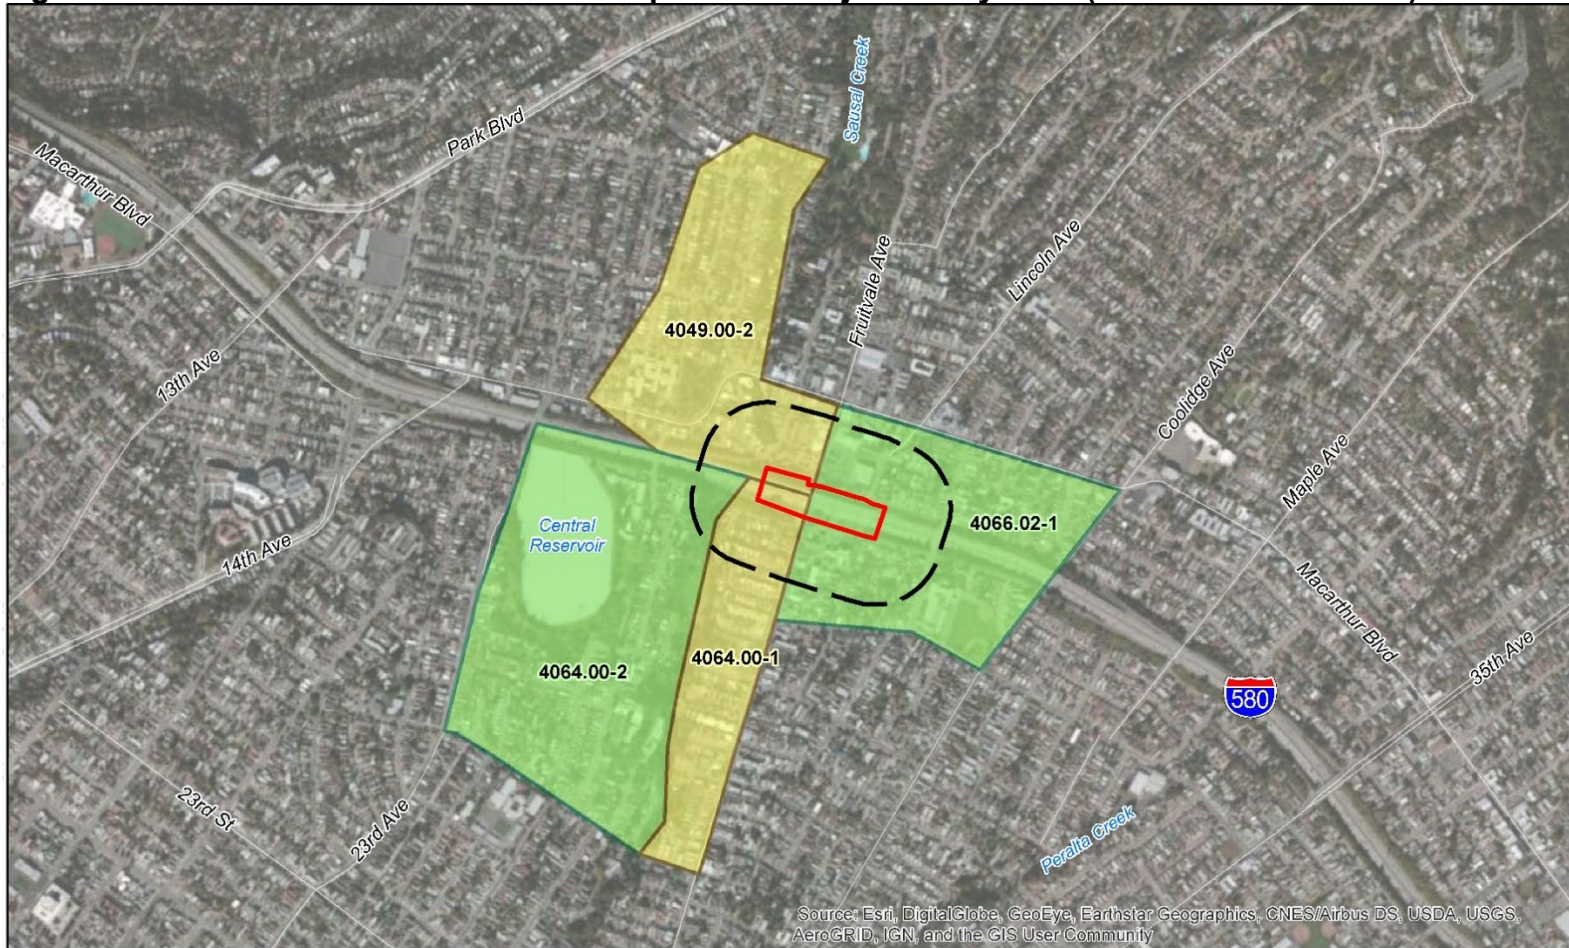 Sausal Creek
Park Blvd
Macarthur Blvd
Fruitvale Ave
Lincoln Ave
4049.00-2
13th Ave
Coolidge Ave
Maple Ave
Central
Reservoir
4066.02-1
14th Ave
Macarthur Blvd
4064.00-1
4064.00-2
35th Ave
580
23rd St
23rd Ave
Peralta Creek
Source: Esri, DigitalGlobe, GeoEye, Earthstar Geographics, CNES/Airbus DS, USDA, USGS,
AeroGRID, IGN, and the GIS User Community